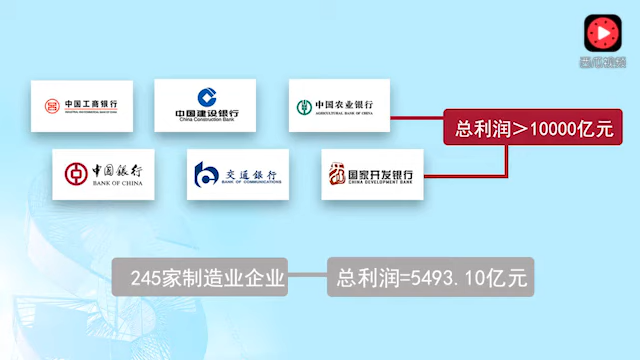 中国工商银行
中国建设银行
China Construction Bank
中国农业银行
AGRICULTURAL BANK OF CHINA
总利润>10000亿元
中國銀行
BANK OF CHINA
交通銀行
BANK OF COMMUNICATIONS
国家开发银行
CHINA DEVELOPMENT BANK
245家制造业企业
总利润=5493.10亿元